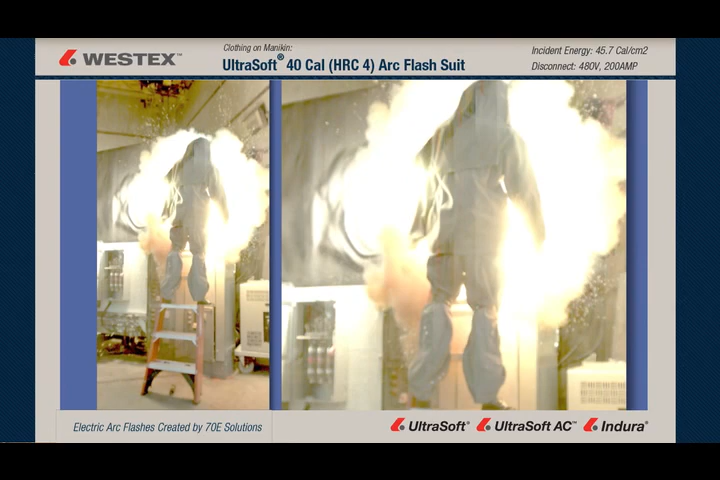 WESTEX™
Clothing on Manikin:
UltraSoft® 40 Cal (HRC 4) Arc Flash Suit
Incident Energy: 45.7 Cal/cm2
Disconnect: 480V, 200AMP
Electric Arc Flashes Created by 70E Solutions
UltraSoft® UltraSoft AC™ Indura®